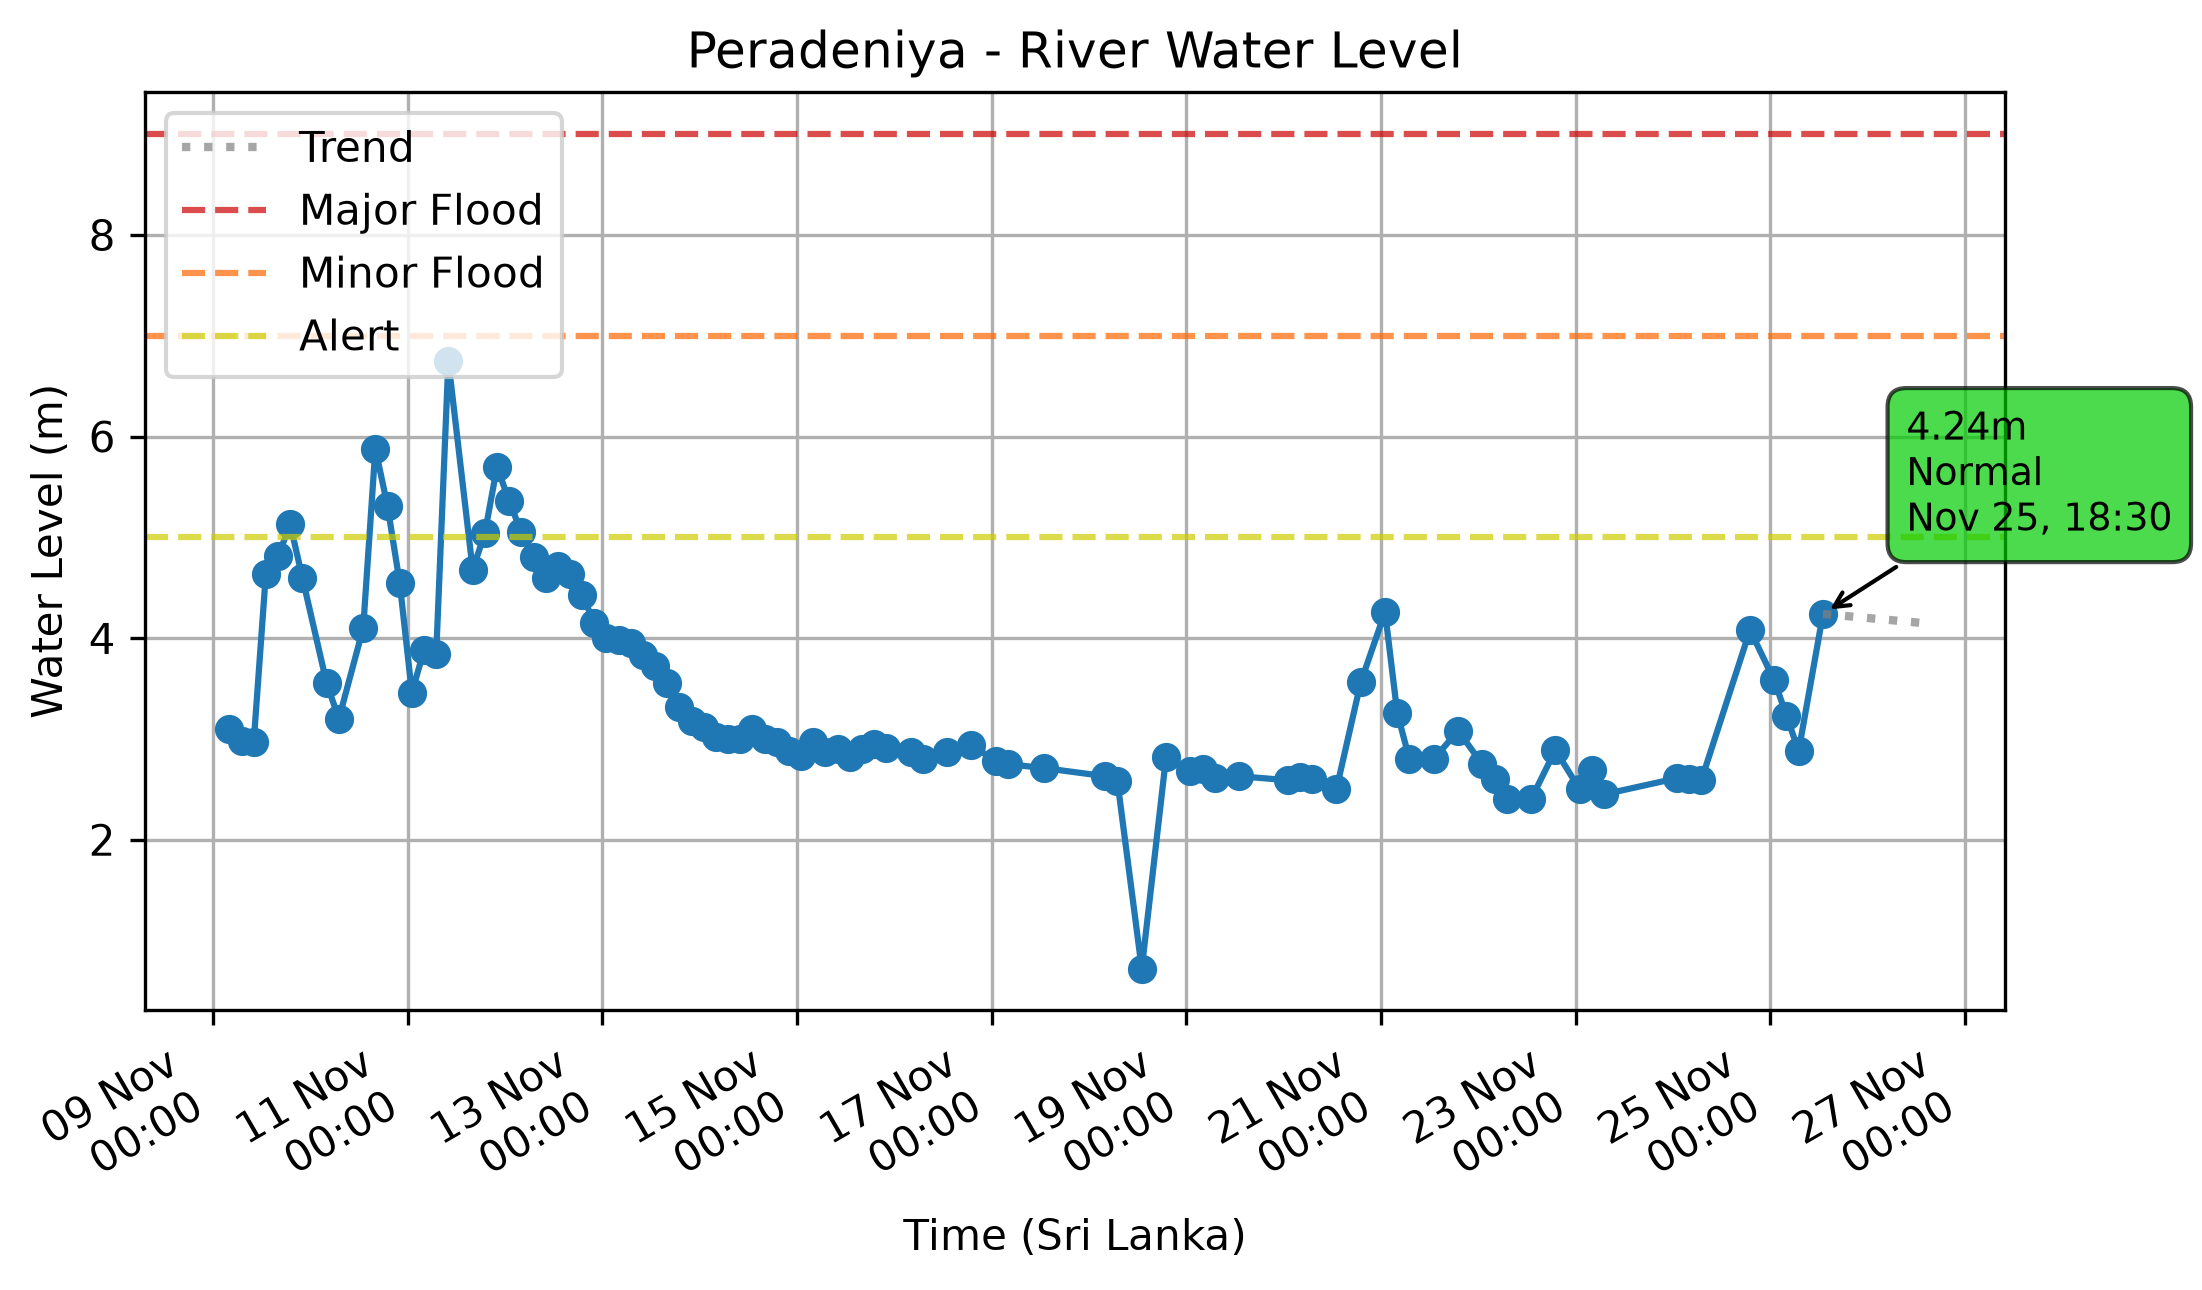 Peradeniya - River Water Level
Trend
Major Flood
Minor Flood
Alert
8
6
4
2
Water Level (m)
4.24m
Normal
Nov 25, 18:30
09 Nov
00:00
11 Nov
00:00
13 Nov
00:00
15 Nov
00:00
17 Nov
00:00
19 Nov
00:00
21 Nov
00:00
23 Nov
00:00
25 Nov
00:00
27 Nov
00:00
Time (Sri Lanka)